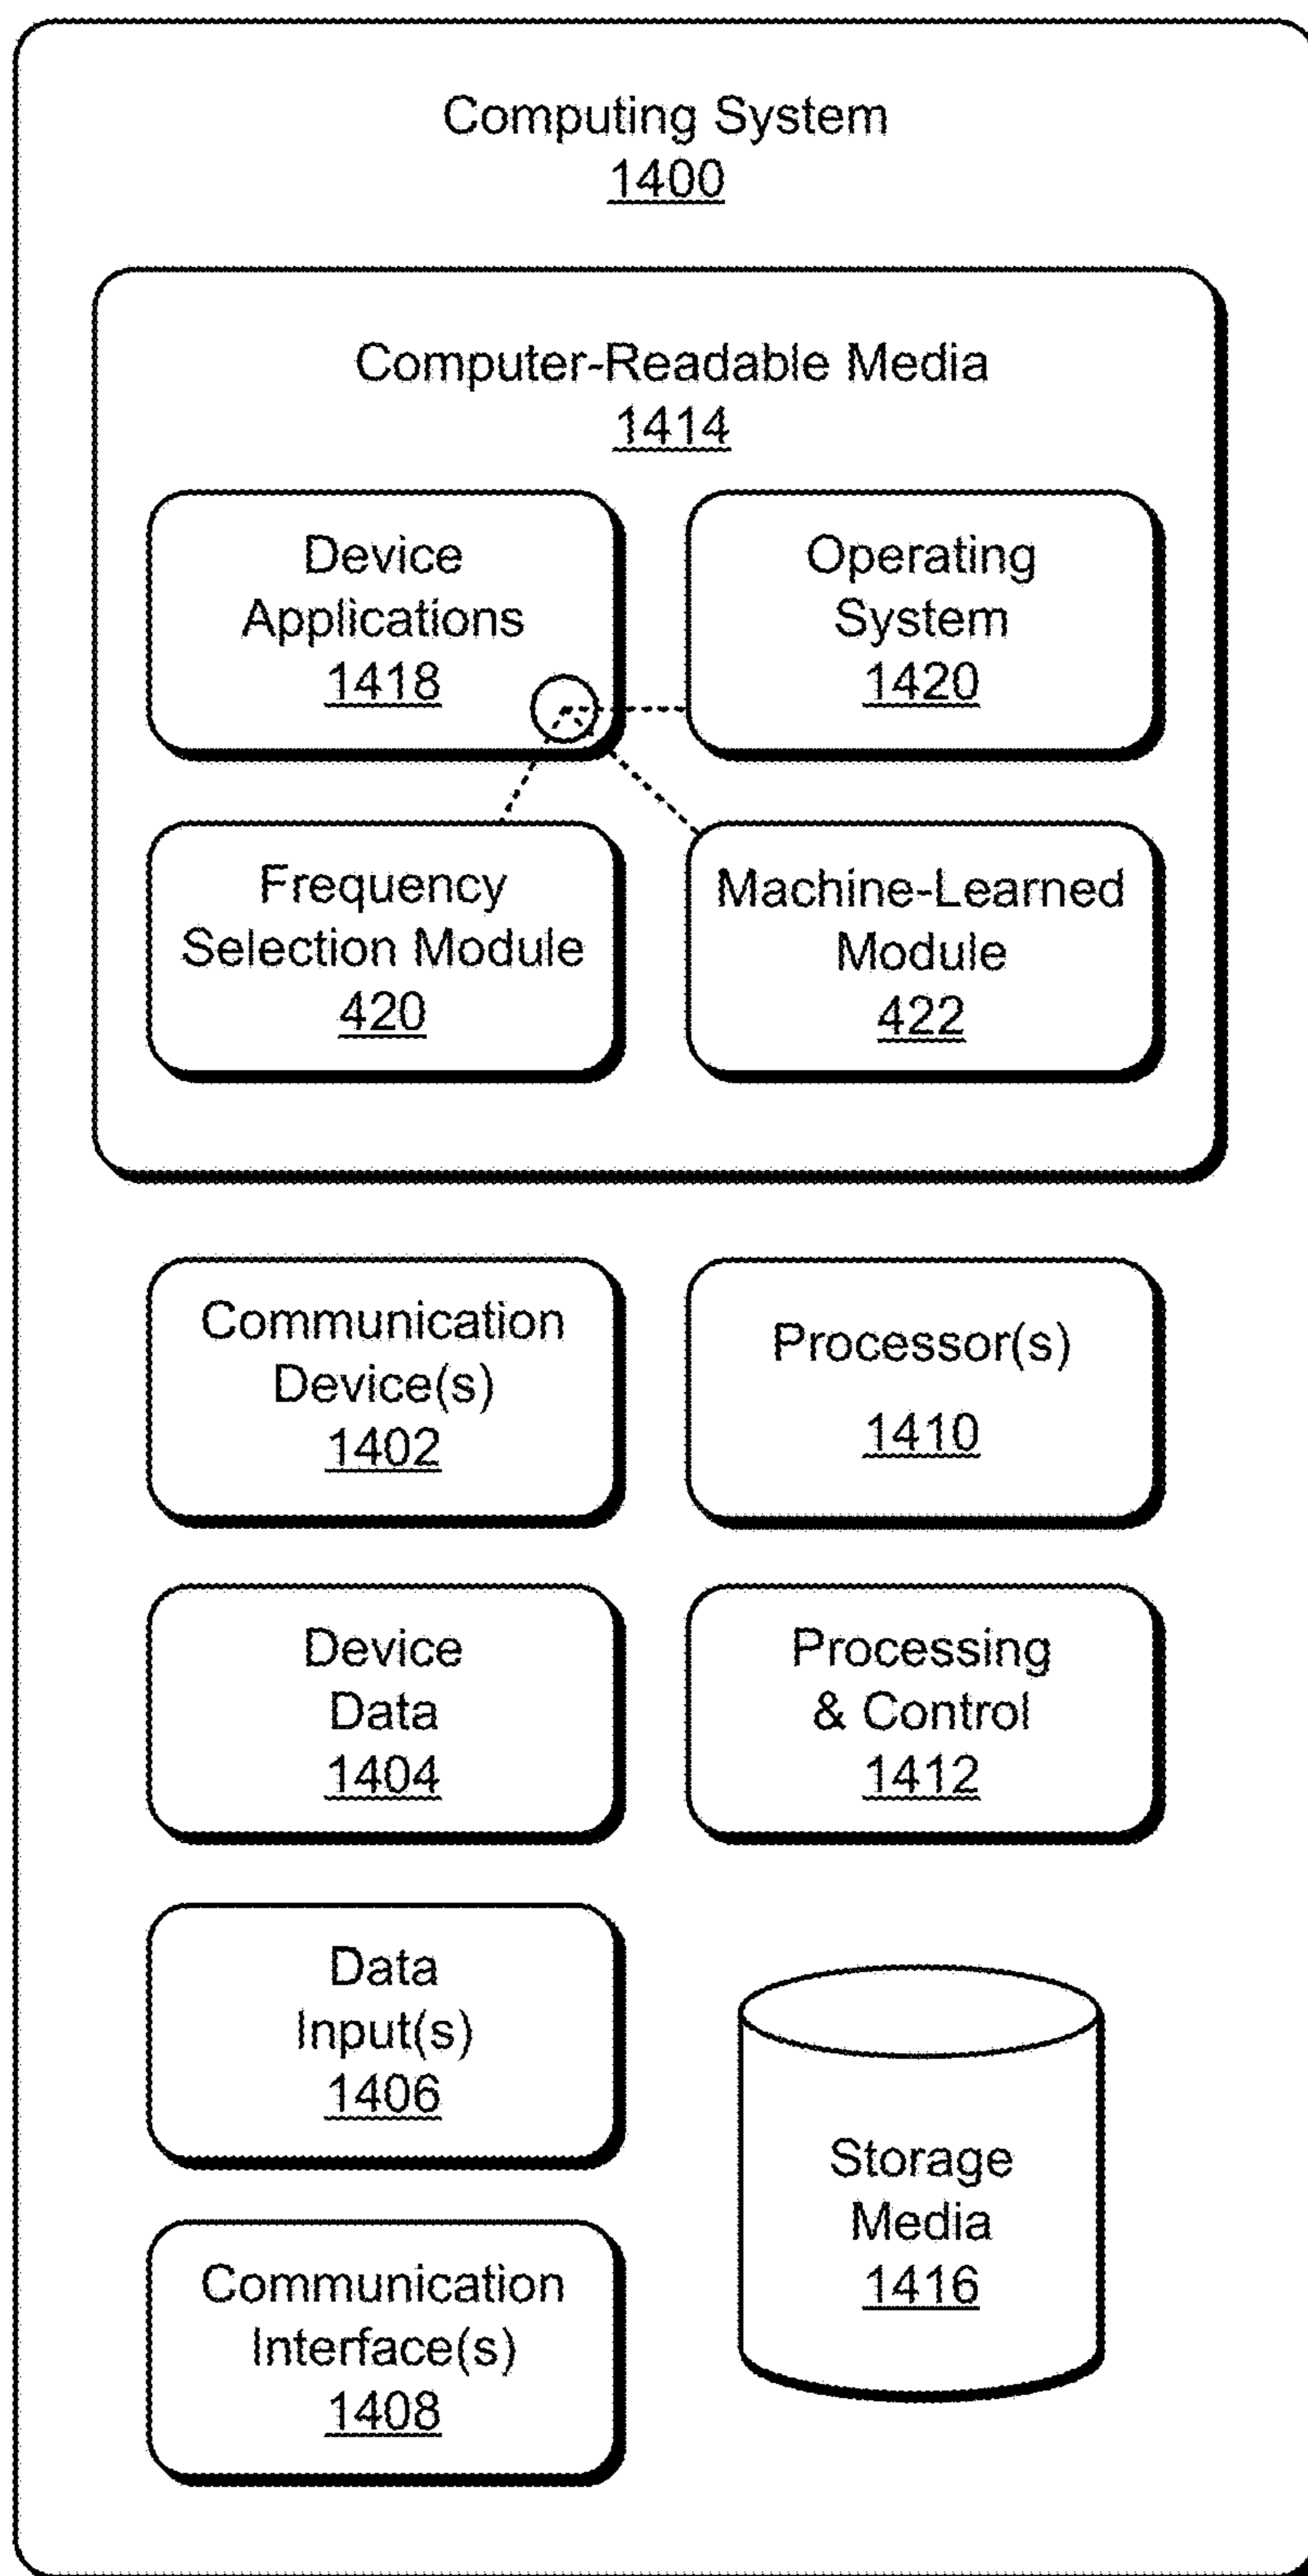 Computing System
1400
Computer-Readable Media
1414
Device
Applications
1418
Operating
System
1420
Frequency
Selection Module
420
Machine-Learned
Module
422
Communication
Device(s)
1402
Processor(s)
1410
Device
Data
1404
Processing
& Control
1412
Data
Input(s)
1406
Storage
Media
1416
Communication
Interface(s)
1408